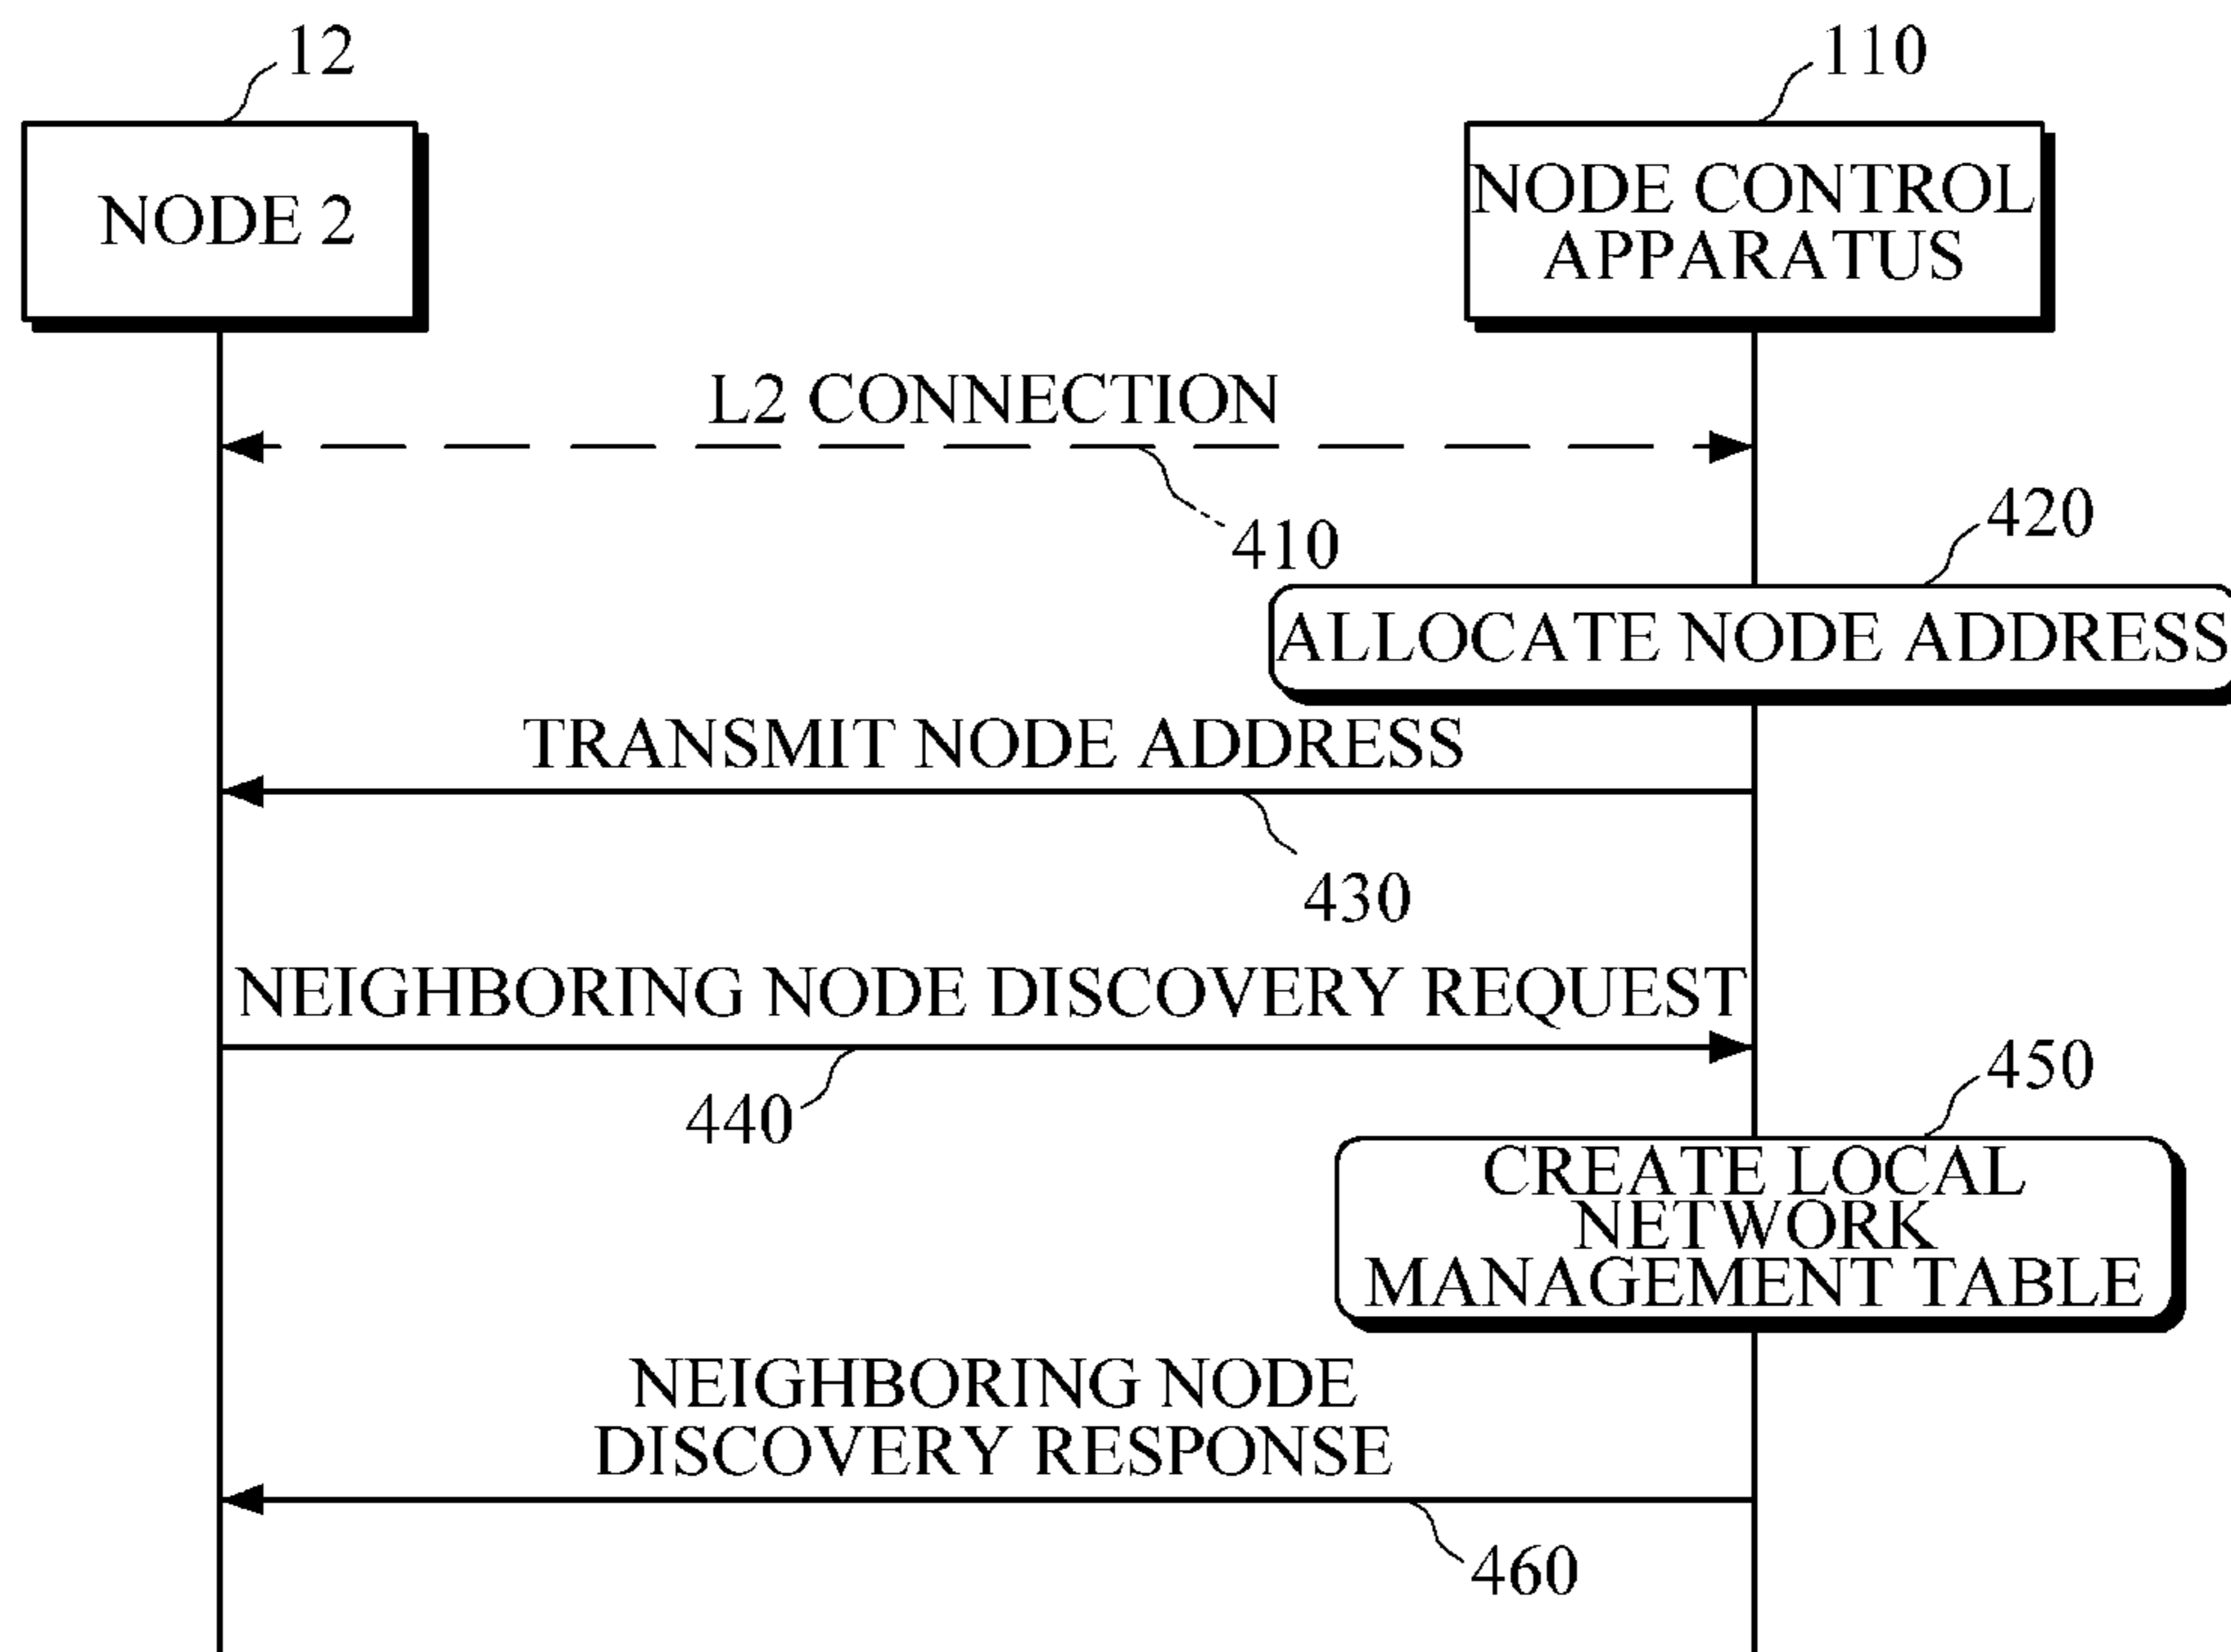 12
110
NODE 2
NODE CONTROL
APPARATUS
L2 CONNECTION
410
420
ALLOCATE NODE ADDRESS
TRANSMIT NODE ADDRESS
430
NEIGHBORING NODE DISCOVERY REQUEST
440
450
CREATE LOCAL
NETWORK
MANAGEMENT TABLE
NEIGHBORING NODE
DISCOVERY RESPONSE
460